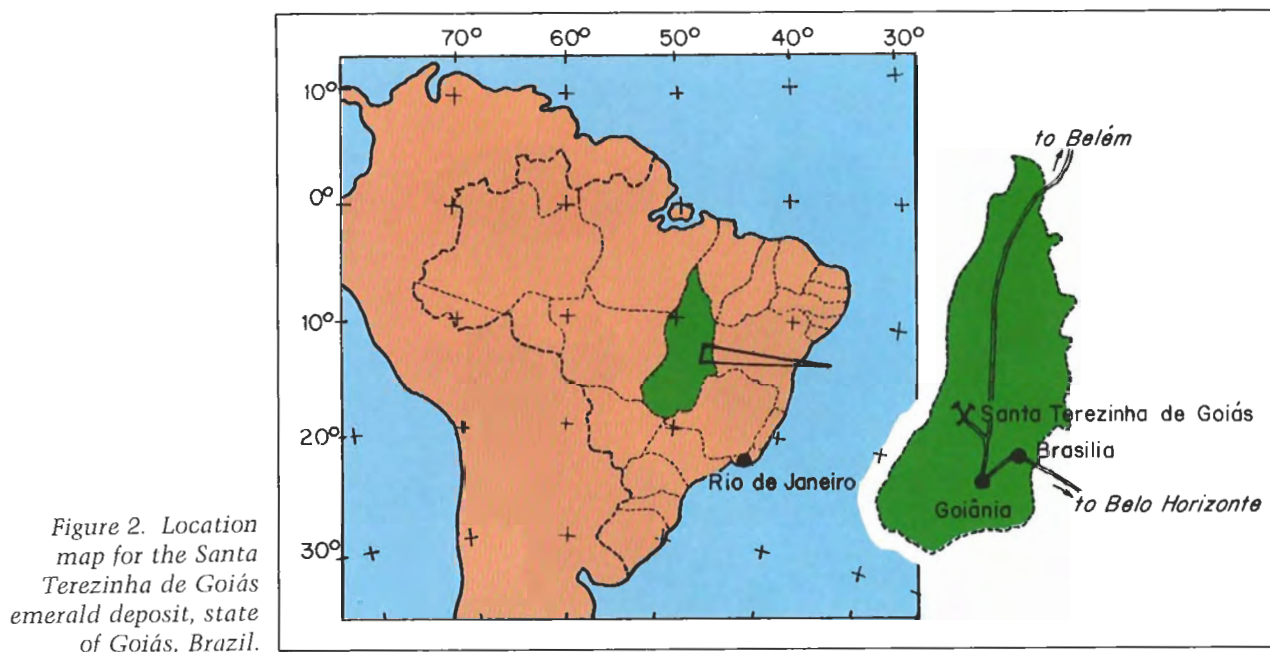 70° 60° 50° 40° 30°
10°
0°
10°
20°
30°
Rio de Janeiro
to Belém
Santa Terezinha de Goiás
Brasilia
Goiânia
to Belo Horizonte
Figure 2. Location
map for the Santa
Terezinha de Goiás
emerald deposit, state
of Goiás, Brazil.